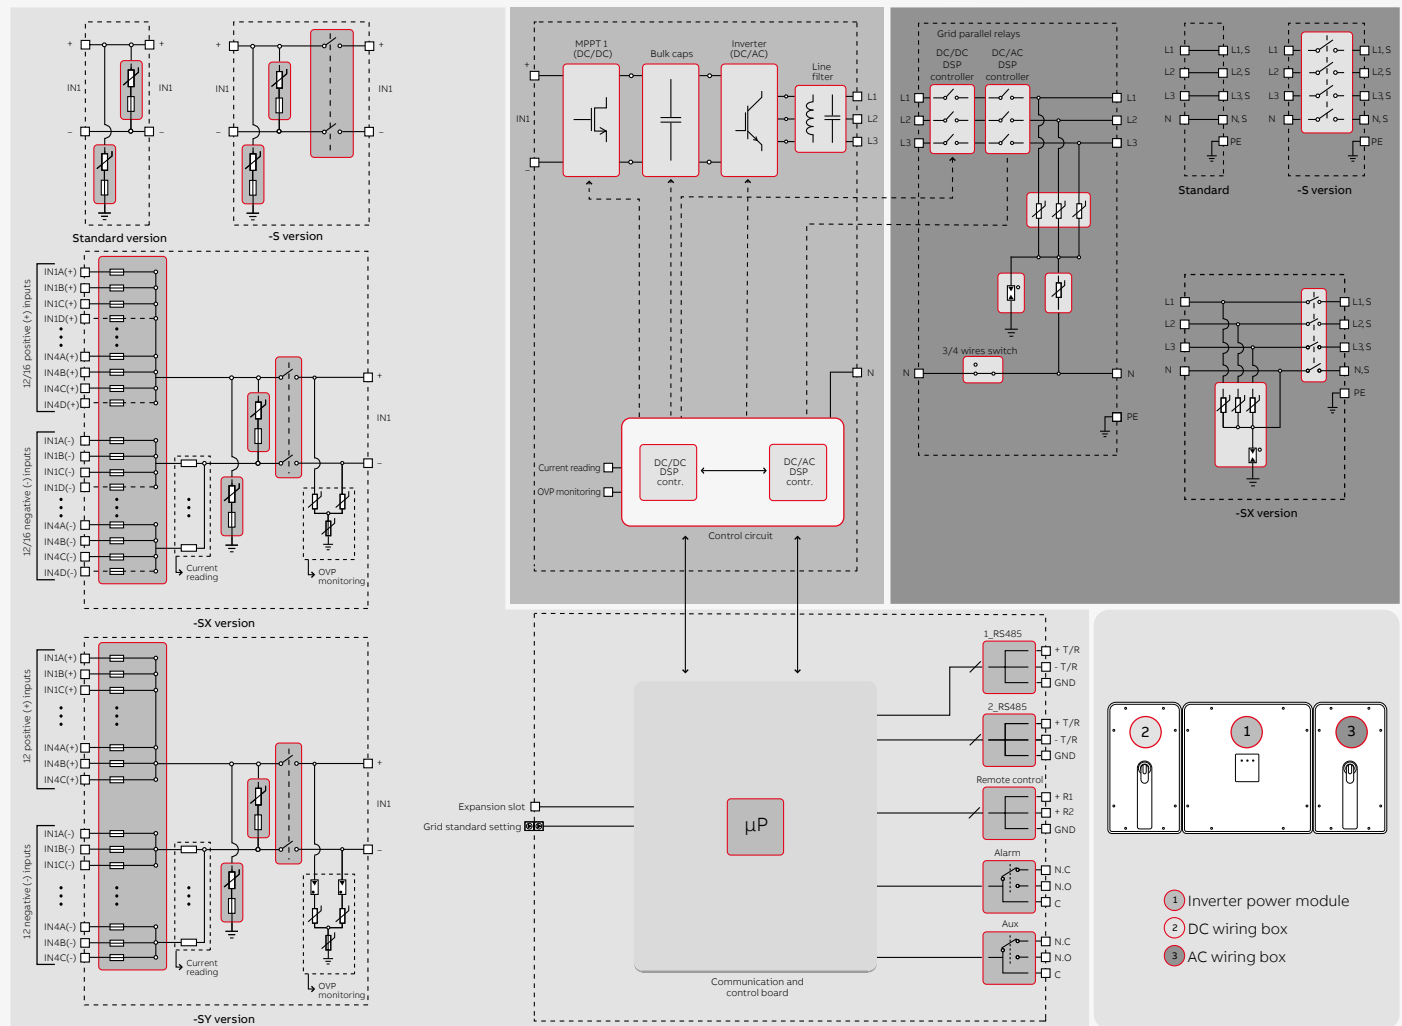 +
+
IN1
IN1
−
−
Standard version
+
+
IN1
−
−
-S version
12/16 positive (+) inputs
IN1A(+)
IN1B(+)
IN1C(+)
IN1D(+)
IN4A(+)
IN4B(+)
IN4C(+)
IN4D(+)
12/16 negative (-) inputs
IN1A(-)
IN1B(-)
IN1C(-)
IN1D(-)
IN4A(-)
IN4B(-)
IN4C(-)
IN4D(-)
Current
reading
OVP
monitoring
+
IN1
−
-SX version
12 positive (+) inputs
IN1A(+)
IN1B(+)
IN1C(+)
IN4A(+)
IN4B(+)
IN4C(+)
12 negative (-) inputs
IN1A(-)
IN1B(-)
IN1C(-)
IN4A(-)
IN4B(-)
IN4C(-)
Current
reading
OVP
monitoring
+
IN1
−
-SY version
MPPT 1
(DC/DC)
Bulk caps
Inverter
(DC/AC)
Line
filter
+
IN1
−
L1
L2
L3
N
Current reading
OVP monitoring
DC/DC
DSP
contr.
DC/AC
DSP
contr.
Control circuit
Grid parallel relays
DC/DC
DSP
controller
DC/AC
DSP
controller
L1
L2
L3
L1
L2
L3
3/4 wires switch
N
N
PE
L1
L2
L3
N
L1, S
L2, S
L3, S
N, S
PE
Standard
L1
L2
L3
N
L1, S
L2, S
L3, S
N, S
PE
-S version
L1
L2
L3
N
L1, S
L2, S
L3, S
N, S
PE
-SX version
Expansion slot
Grid standard setting
µP
Communication and
control board
1_RS485
+ T/R
- T/R
GND
2_RS485
+ T/R
- T/R
GND
Remote control
+ R1
+ R2
GND
Alarm
N.C
N.O
C
Aux
N.C
N.O
C
2
1
3
1 Inverter power module
2 DC wiring box
3 AC wiring box